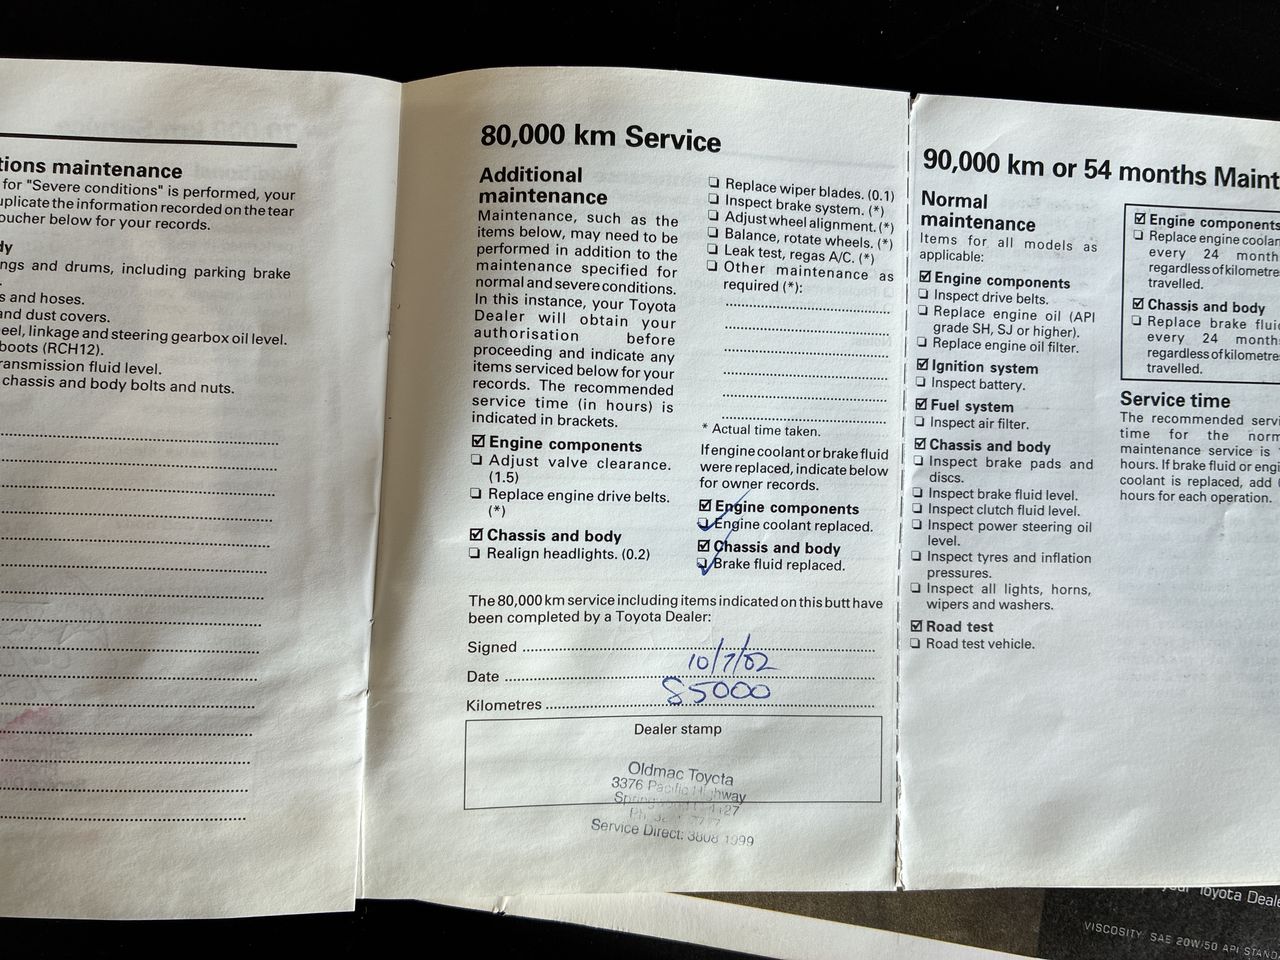 tions maintenance
for "Severe conditions" is performed, your
uplicate the information recorded on the tear
oucher below for your records.
dy
ngs and drums, including parking brake
s and hoses.
and dust covers.
eel, linkage and steering gearbox oil level.
boots (RCH12).
ransmission fluid level.
chassis and body bolts and nuts.
80,000 km Service
Additional
maintenance
Maintenance, such as the
items below, may need to be
performed in addition to the
maintenance specified for
normal and severe conditions.
In this instance, your Toyota
Dealer will obtain your
authorisation before
proceeding and indicate any
items serviced below for your
records. The recommended
service time (in hours) is
indicated in brackets.
☑ Engine components
❏ Adjust valve clearance.
(1.5)
❏ Replace engine drive belts.
(*)
☑ Chassis and body
❏ Realign headlights. (0.2)
❏ Replace wiper blades. (0.1)
❏ Inspect brake system. (*)
❏ Adjust wheel alignment. (*)
❏ Balance, rotate wheels. (*)
❏ Leak test, regas A/C. (*)
❏ Other maintenance as
required (*):
* Actual time taken.
If engine coolant or brake fluid
were replaced, indicate below
for owner records.
☑ Engine components
❏ Engine coolant replaced.
☑ Chassis and body
❏ Brake fluid replaced.
The 80,000 km service including items indicated on this butt have
been completed by a Toyota Dealer:
Signed
Date 10/7/02
Kilometres 85000
Dealer stamp
Oldmac Toyota
3376 Pacific Highway
Service Direct: 3808 1999
90,000 km or 54 months Maint
Normal
maintenance
Items for all models as
applicable:
☑ Engine components
❏ Inspect drive belts.
❏ Replace engine oil (API
grade SH, SJ or higher).
❏ Replace engine oil filter.
☑ Ignition system
❏ Inspect battery.
☑ Fuel system
❏ Inspect air filter.
☑ Chassis and body
❏ Inspect brake pads and
discs.
❏ Inspect brake fluid level.
❏ Inspect clutch fluid level.
❏ Inspect power steering oil
level.
❏ Inspect tyres and inflation
pressures.
❏ Inspect all lights, horns,
wipers and washers.
☑ Road test
❏ Road test vehicle.
☑ Engine components
❏ Replace engine coolan
every 24 month
regardless of kilometre
travelled.
☑ Chassis and body
❏ Replace brake flui
every 24 months
regardless of kilometre
travelled.
Service time
The recommended servi
time for the norm
maintenance service is
hours. If brake fluid or engi
coolant is replaced, add
hours for each operation.
your Toyota Deale
VISCOSITY: SAE 20W/50 API STAND